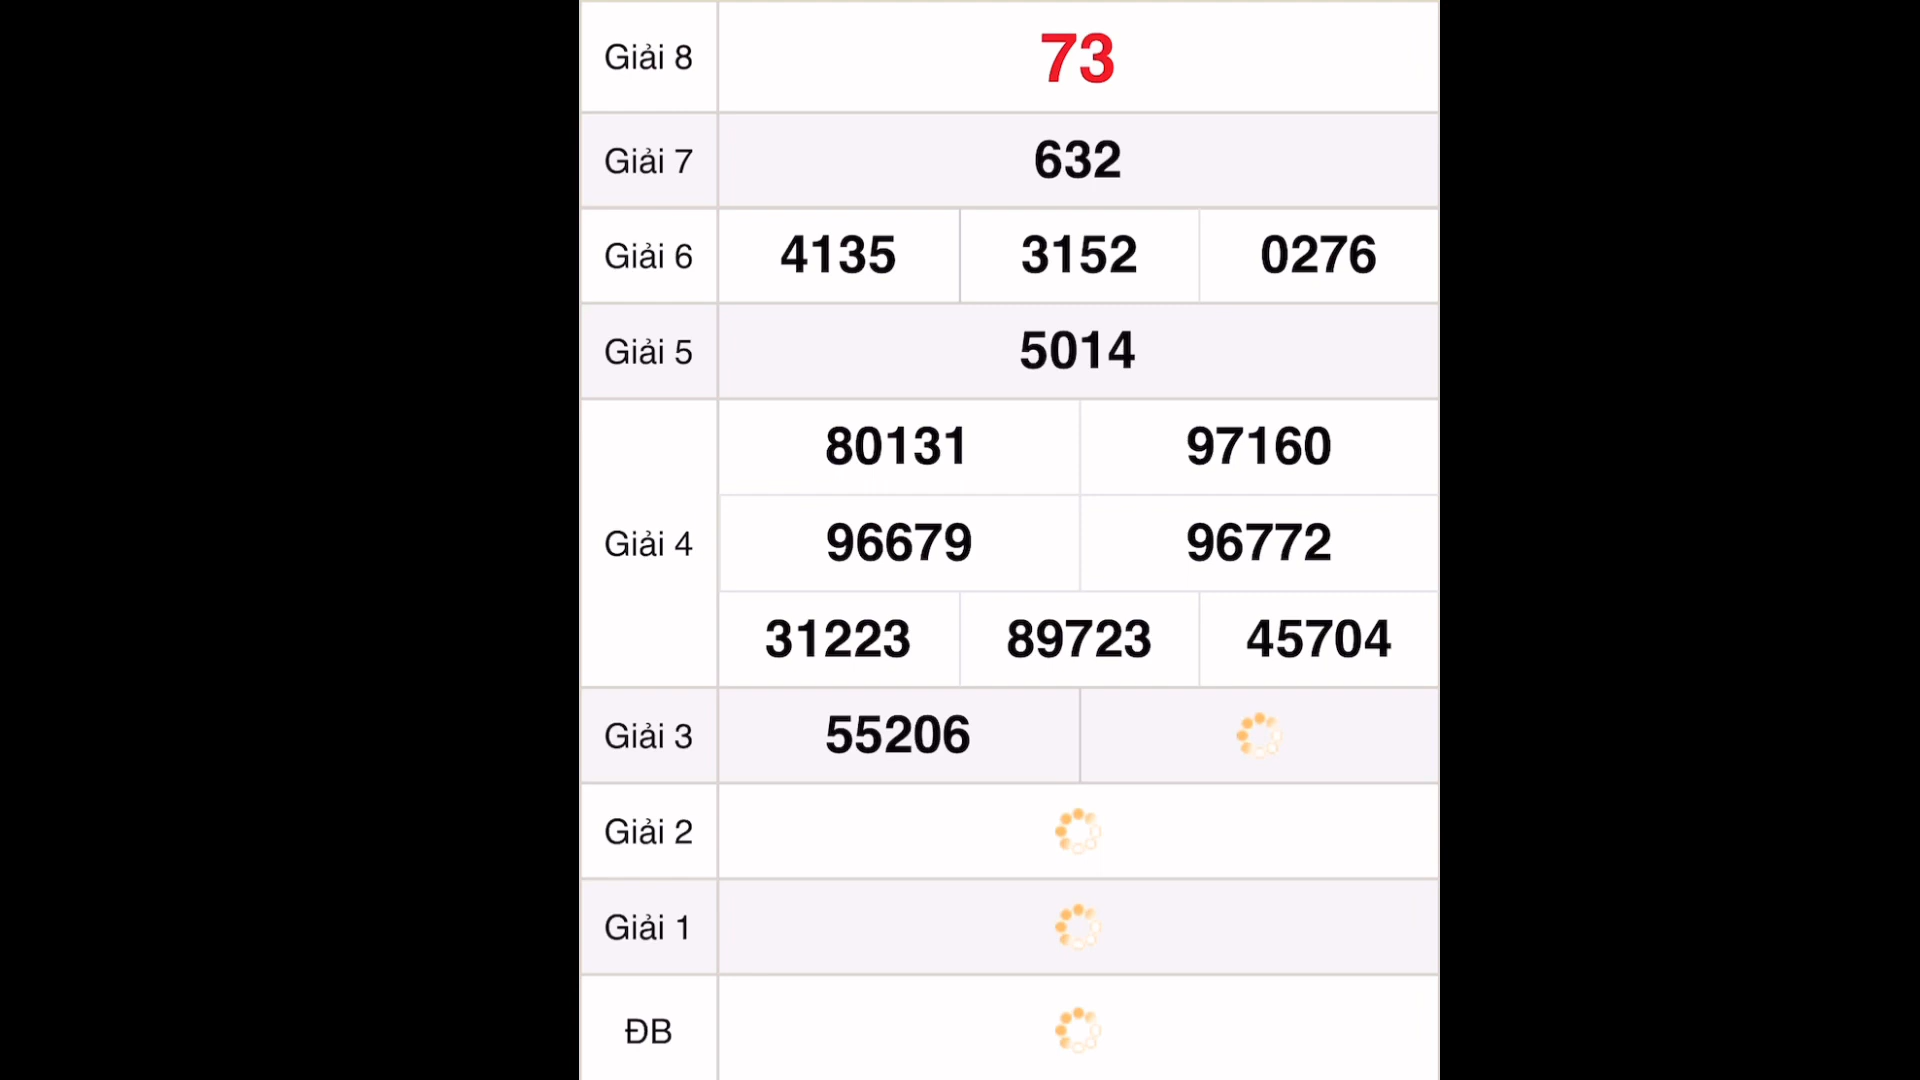 Giải 8 73
Giải 7 632
Giải 6 4135 3152 0276
Giải 5 5014
80131 97160
Giải 4 96679 96772
31223 89723 45704
Giải 3 55206
Giải 2
Giải 1
ĐB